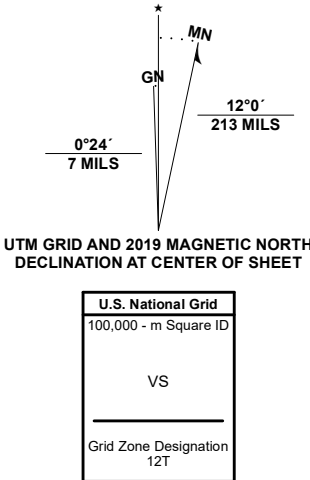 ★
MN
GN
0°24´
7 MILS
12°0´
213 MILS
UTM GRID AND 2019 MAGNETIC NORTH
DECLINATION AT CENTER OF SHEET
U.S. National Grid
100,000 - m Square ID
VS
Grid Zone Designation
12T